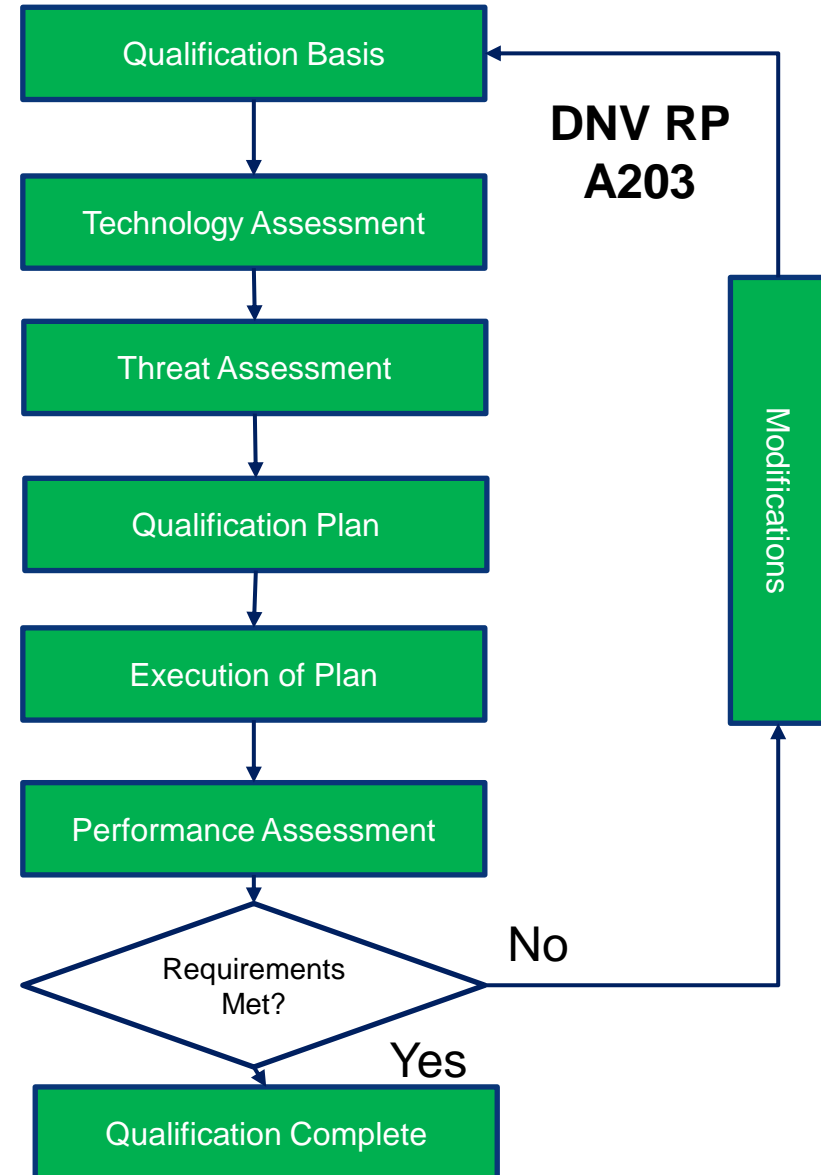 Qualification Basis
DNV RP
A203
Technology Assessment
Threat Assessment
Modifications
Qualification Plan
Execution of Plan
Performance Assessment
Requirements
Met?
No
Yes
Qualification Complete